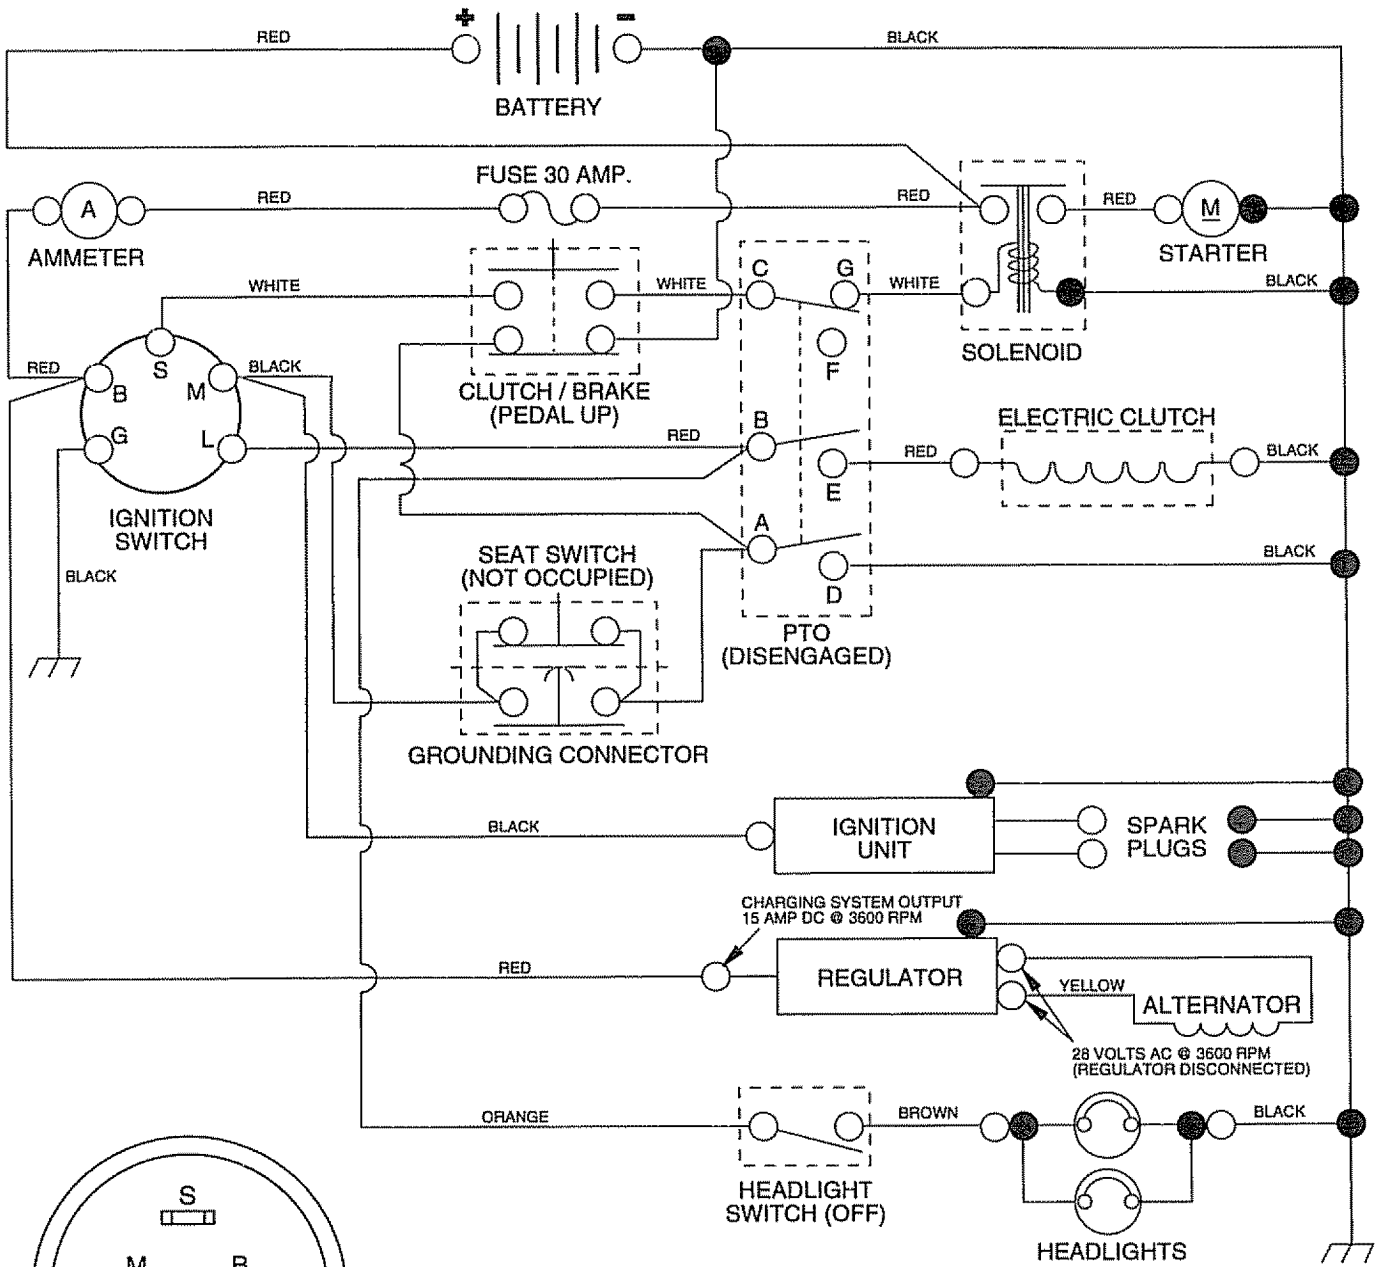 +
-
RED
BLACK
BATTERY
FUSE 30 AMP.
A
RED
RED
RED
M
AMMETER
STARTER
WHITE
WHITE
C
G
WHITE
BLACK
F
SOLENOID
RED
S
BLACK
B
M
CLUTCH / BRAKE
(PEDAL UP)
G
L
RED
B
ELECTRIC CLUTCH
RED
BLACK
E
IGNITION
SWITCH
A
BLACK
SEAT SWITCH
(NOT OCCUPIED)
BLACK
D
PTO
(DISENGAGED)
GROUNDING CONNECTOR
BLACK
IGNITION
UNIT
SPARK
PLUGS
CHARGING SYSTEM OUTPUT
15 AMP DC @ 3600 RPM
RED
REGULATOR
YELLOW
ALTERNATOR
28 VOLTS AC @ 3600 RPM
(REGULATOR DISCONNECTED)
ORANGE
BROWN
BLACK
HEADLIGHT
SWITCH (OFF)
HEADLIGHTS
S
M
B